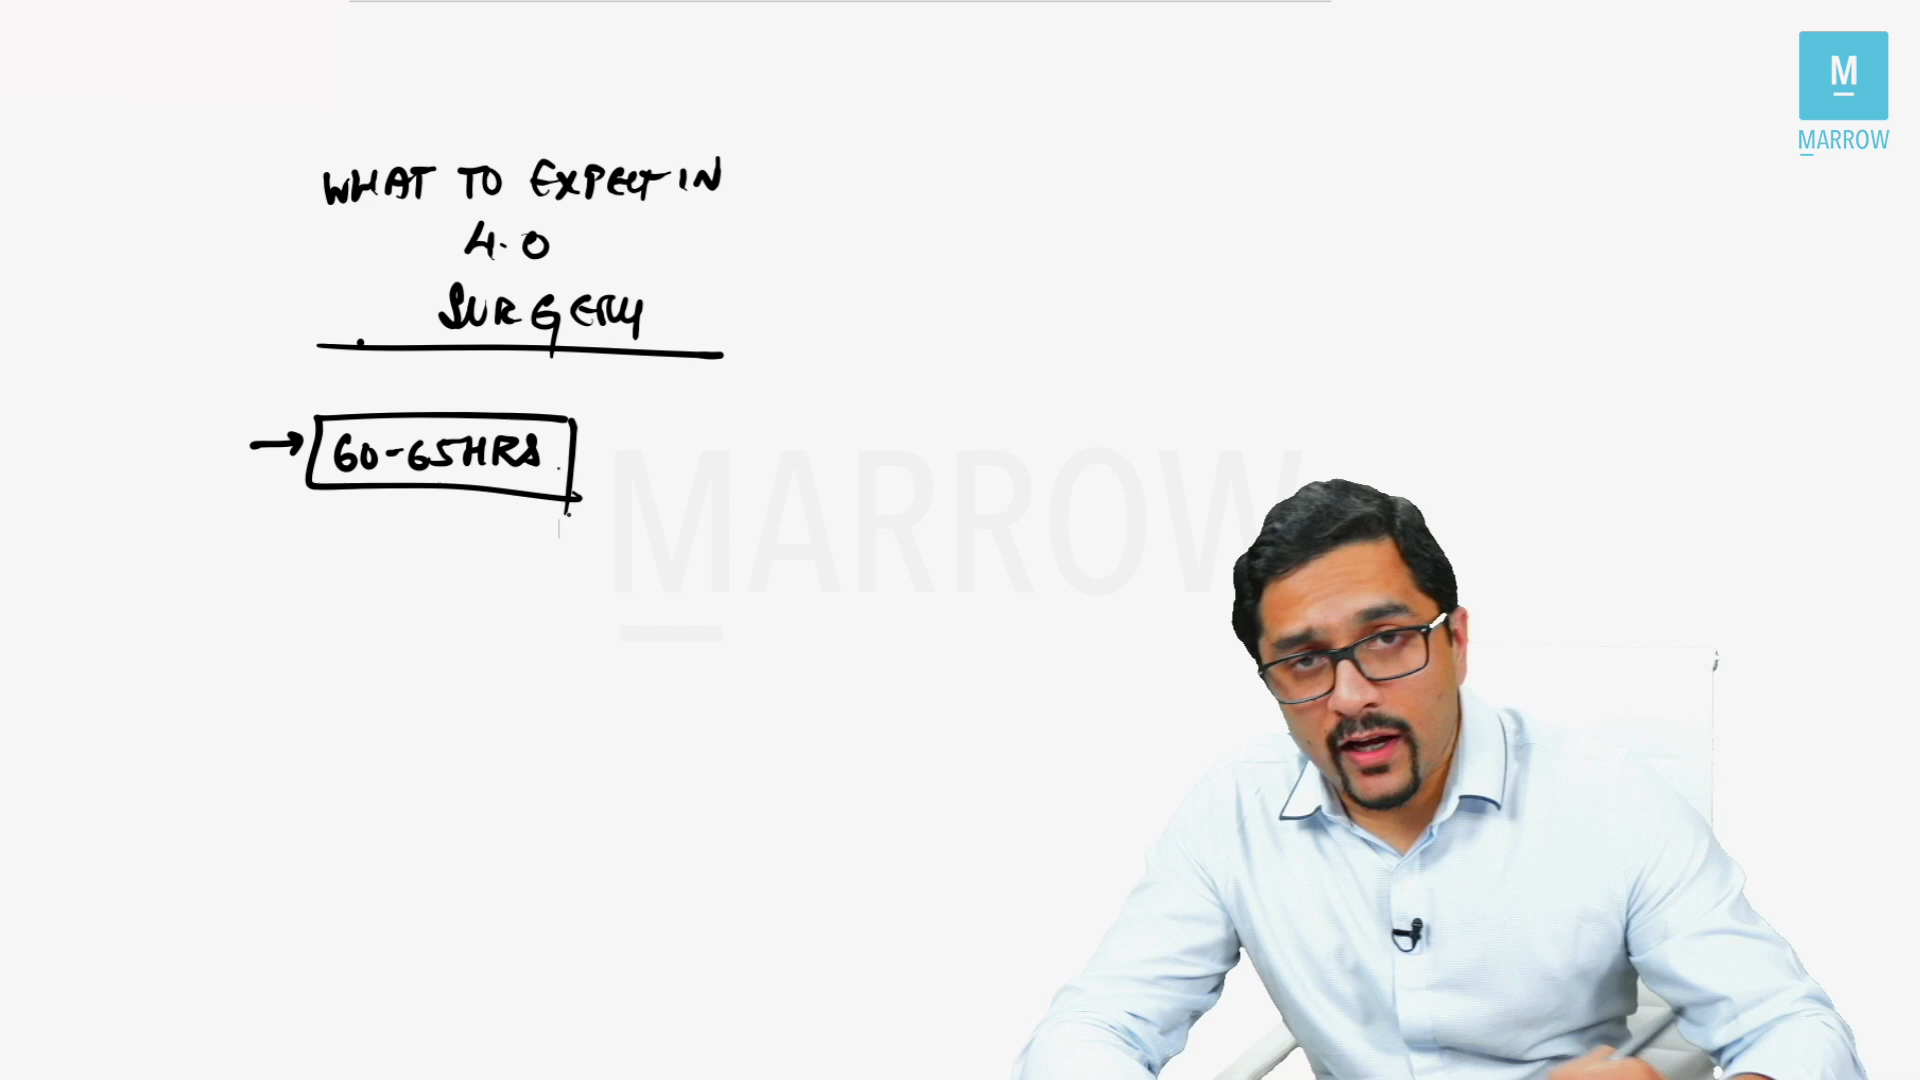 M
MARROW
WHAT TO EXPECT IN
4.0
SURGERY
→ 60-65HRS
MARROW